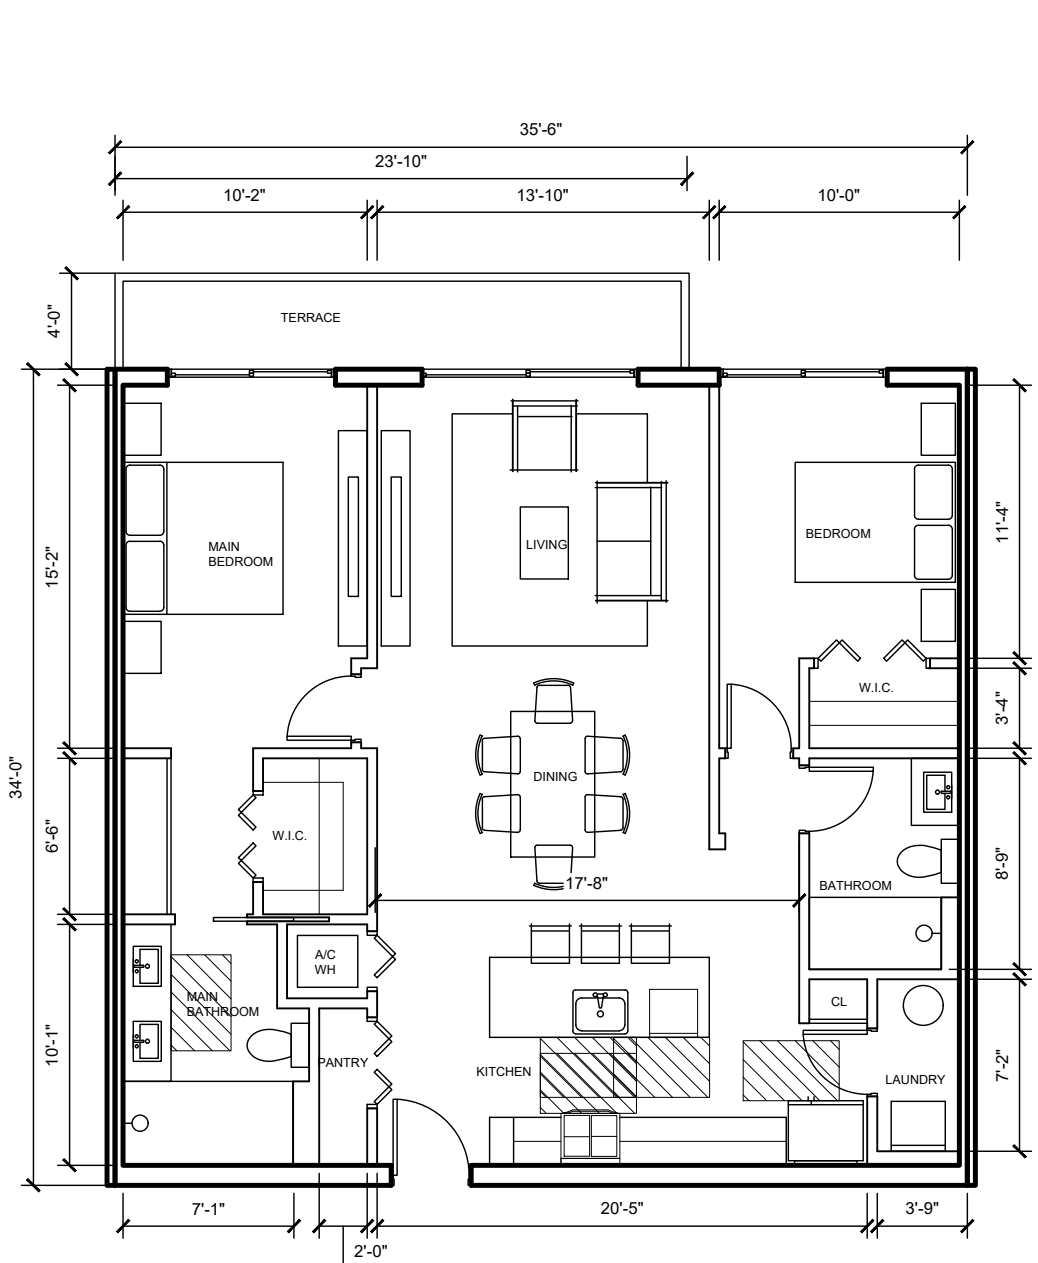 35'-6"
23'-10"
10'-2"
13'-10"
10'-0"
4'-0"
TERRACE
34'-0"
15'-2"
6'-6"
10'-1"
MAIN
BEDROOM
LIVING
BEDROOM
11'-4"
W.I.C.
3'-4"
DINING
W.I.C.
17'-8"
BATHROOM
8'-9"
A/C
WH
MAIN
BATHROOM
CL
PANTRY
KITCHEN
LAUNDRY
7'-2"
7'-1"
2'-0"
20'-5"
3'-9"